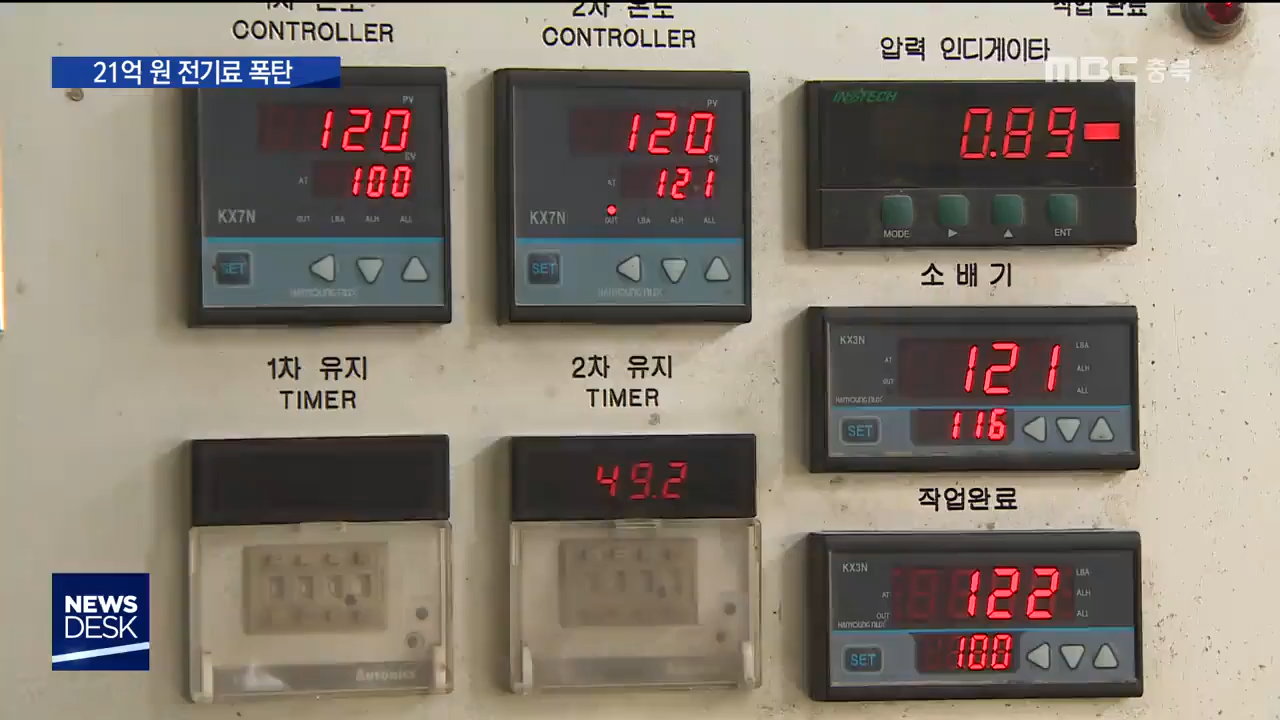 1차 온도
CONTROLLER
2차 온도
CONTROLLER
작업 완료
21억 원 전기료 폭탄
압력 인디게이타
MBC 충북
PV
120
SV
AT 100
KX7N
OUT LBA ALH ALL
SET
HANYOUNG NUX
PV
120
SV
AT 121
KX7N
OUT LBA ALH ALL
SET
HANYOUNG NUX
INSTECH
0.89
MODE ENT
소 배 기
KX3N
LBA
AT
121
ALH
OUT
ALL
HANYOUNG NUX
SET 116
1차 유지
TIMER
2차 유지
TIMER
49.2
작업완료
KX3N
LBA
AT
122
ALH
OUT
ALL
HANYOUNG NUX
SET 100
Autonics
NEWS
DESK